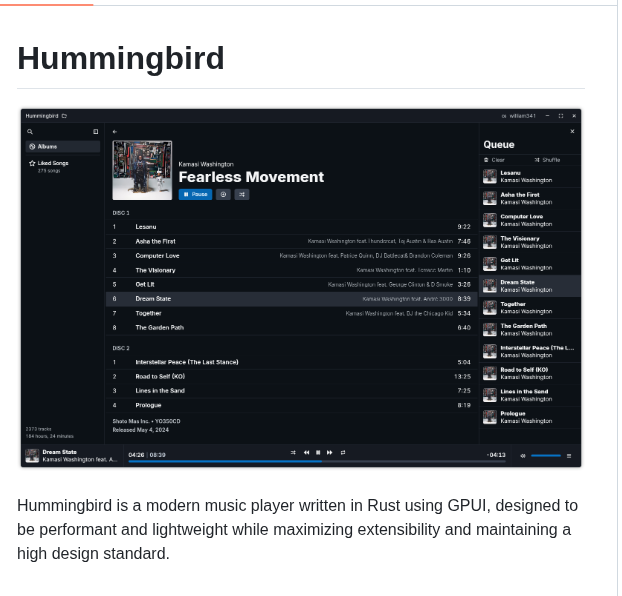 Hummingbird
Hummingbird
william341
Albums
Liked Songs
Kamasi Washington
Fearless Movement
Pause
DISC 1
1 Lesanu 9:22
2 Asha the First Kamasi Washington feat. Thundercat, Taj Austin & Ras Austin 7:46
3 Computer Love Kamasi Washington feat. Patrice Quinn, DJ Battlecat& Brandon Coleman 9:26
4 The Visionary Kamasi Washington feat. Terrace Martin 1:10
5 Get Lit Kamasi Washington feat. George Clinton & D Smoke 3:26
6 Dream State Kamasi Washington feat. André 3000 8:39
7 Together Kamasi Washington feat. DJ the Chicago Kid 5:34
8 The Garden Path 6:40
DISC 2
1 Interstellar Peace (The Last Stance) 5:04
2 Road to Self (KO) 13:25
3 Lines in the Sand 7:25
4 Prologue 8:19
Shoto Mas Inc. • YO350CD
Released May 4, 2024
Queue
Clear Shuffle
Lesanu
Kamasi Washington
Asha the First
Kamasi Washington
Computer Love
Kamasi Washington
The Visionary
Kamasi Washington
Get Lit
Kamasi Washington
Dream State
Kamasi Washington
Together
Kamasi Washington
The Garden Path
Kamasi Washington
Interstellar Peace (The L...
Kamasi Washington
Road to Self (KO)
Kamasi Washington
Lines in the Sand
Kamasi Washington
Prologue
Kamasi Washington
Dream State
Kamasi Washington feat. A...
04:26 | 08:39
-04:13
Hummingbird is a modern music player written in Rust using GPUI, designed to
be performant and lightweight while maximizing extensibility and maintaining a
high design standard.